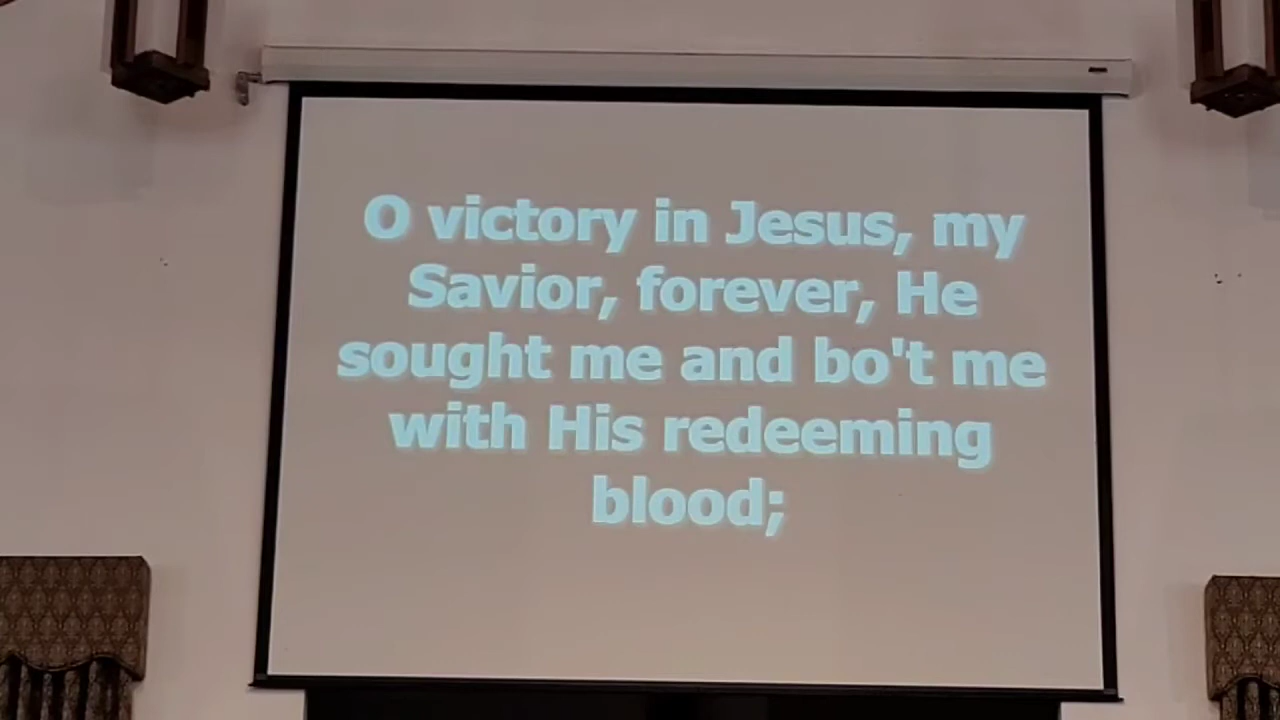 O victory in Jesus, my
Savior, forever, He
sought me and bo't me
with His redeeming
blood;